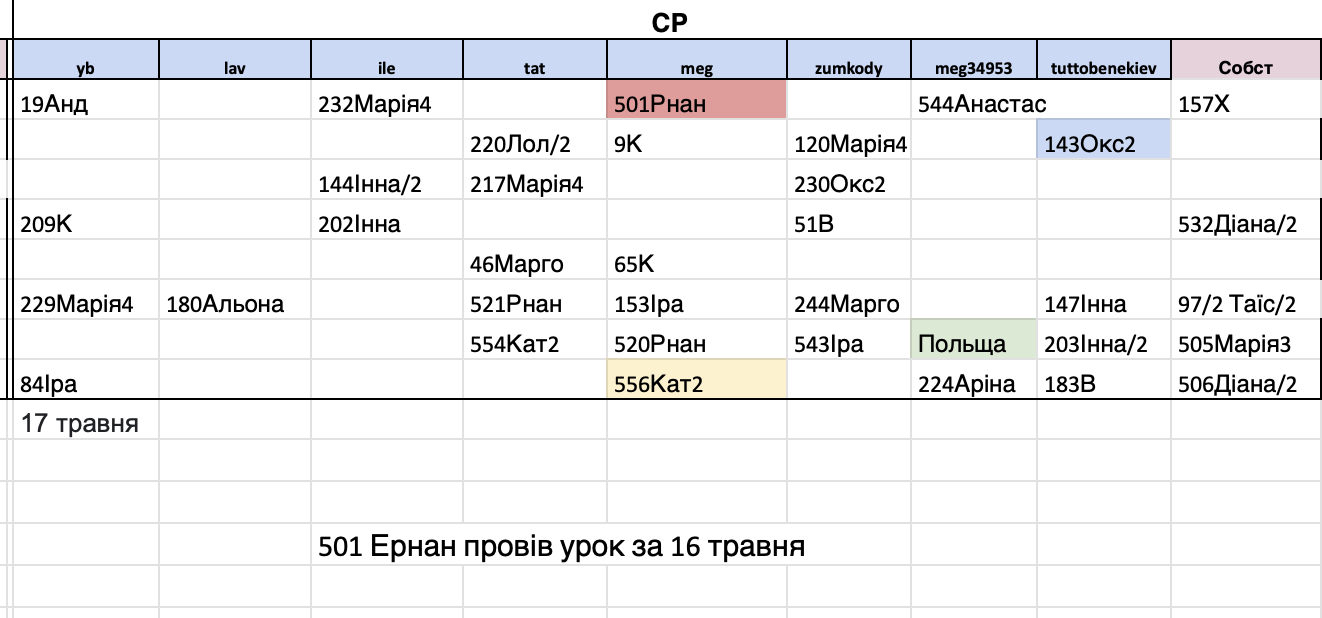 СР
yb lav ile tat meg zumkody meg34953 tuttobenekiev Собст
19Анд 232Марія4 501Рнан 544Анастас 157Х
220Лол/2 9К 120Марія4 143Окс2
144Інна/2 217Марія4 230Окс2
209К 202Інна 51В 532Діана/2
46Марго 65К
229Марія4 180Альона 521Рнан 153Іра 244Марго 147Інна 97/2 Таїс/2
554Кат2 520Рнан 543Іра Польща 203Інна/2 505Марія3
84Іра 556Кат2 224Аріна 183В 506Діана/2
17 травня
501 Ернан провів урок за 16 травня